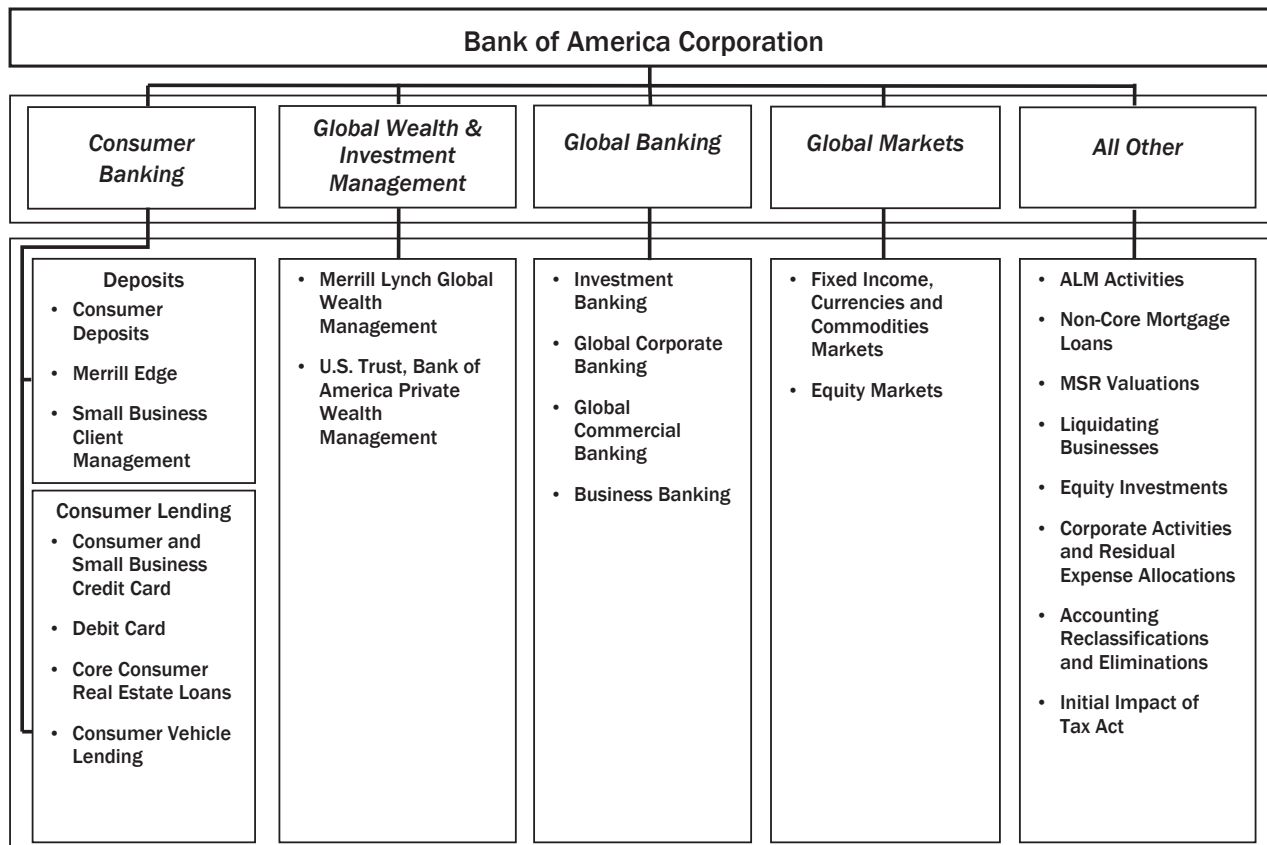 Bank of America Corporation
Consumer
Banking
Global Wealth &
Investment
Management
Global Banking
Global Markets
All Other
Deposits
• Consumer
Deposits
• Merrill Edge
• Small Business
Client
Management
Consumer Lending
• Consumer and
Small Business
Credit Card
• Debit Card
• Core Consumer
Real Estate Loans
• Consumer Vehicle
Lending
• Merrill Lynch Global
Wealth
Management
• U.S. Trust, Bank of
America Private
Wealth
Management
• Investment
Banking
• Global Corporate
Banking
• Global
Commercial
Banking
• Business Banking
• Fixed Income,
Currencies and
Commodities
Markets
• Equity Markets
• ALM Activities
• Non-Core Mortgage
Loans
• MSR Valuations
• Liquidating
Businesses
• Equity Investments
• Corporate Activities
and Residual
Expense Allocations
• Accounting
Reclassifications
and Eliminations
• Initial Impact of
Tax Act